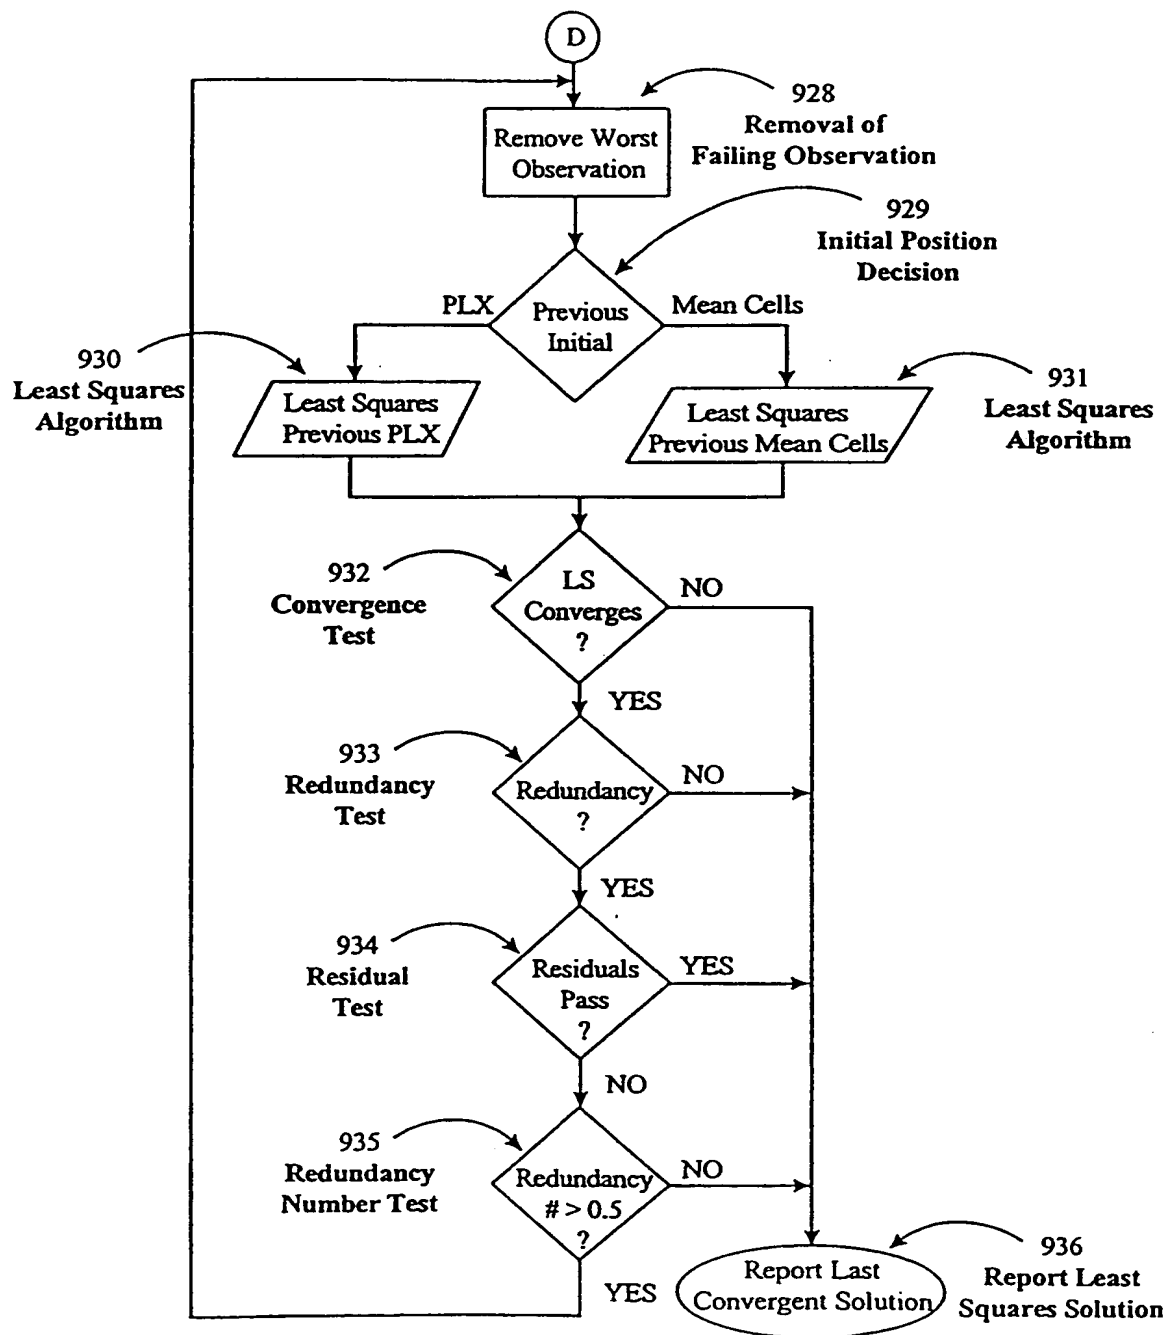 D
928
Removal of
Failing Observation
Remove Worst
Observation
929
Initial Position
Decision
PLX
Previous
Initial
Mean Cells
930
Least Squares
Algorithm
Least Squares
Previous PLX
Least Squares
Previous Mean Cells
931
Least Squares
Algorithm
932
Convergence
Test
LS
Converges
?
NO
YES
933
Redundancy
Test
Redundancy
?
NO
YES
934
Residual
Test
Residuals
Pass
?
YES
NO
935
Redundancy
Number Test
Redundancy
# > 0.5
?
NO
YES
Report Last
Convergent Solution
936
Report Least
Squares Solution